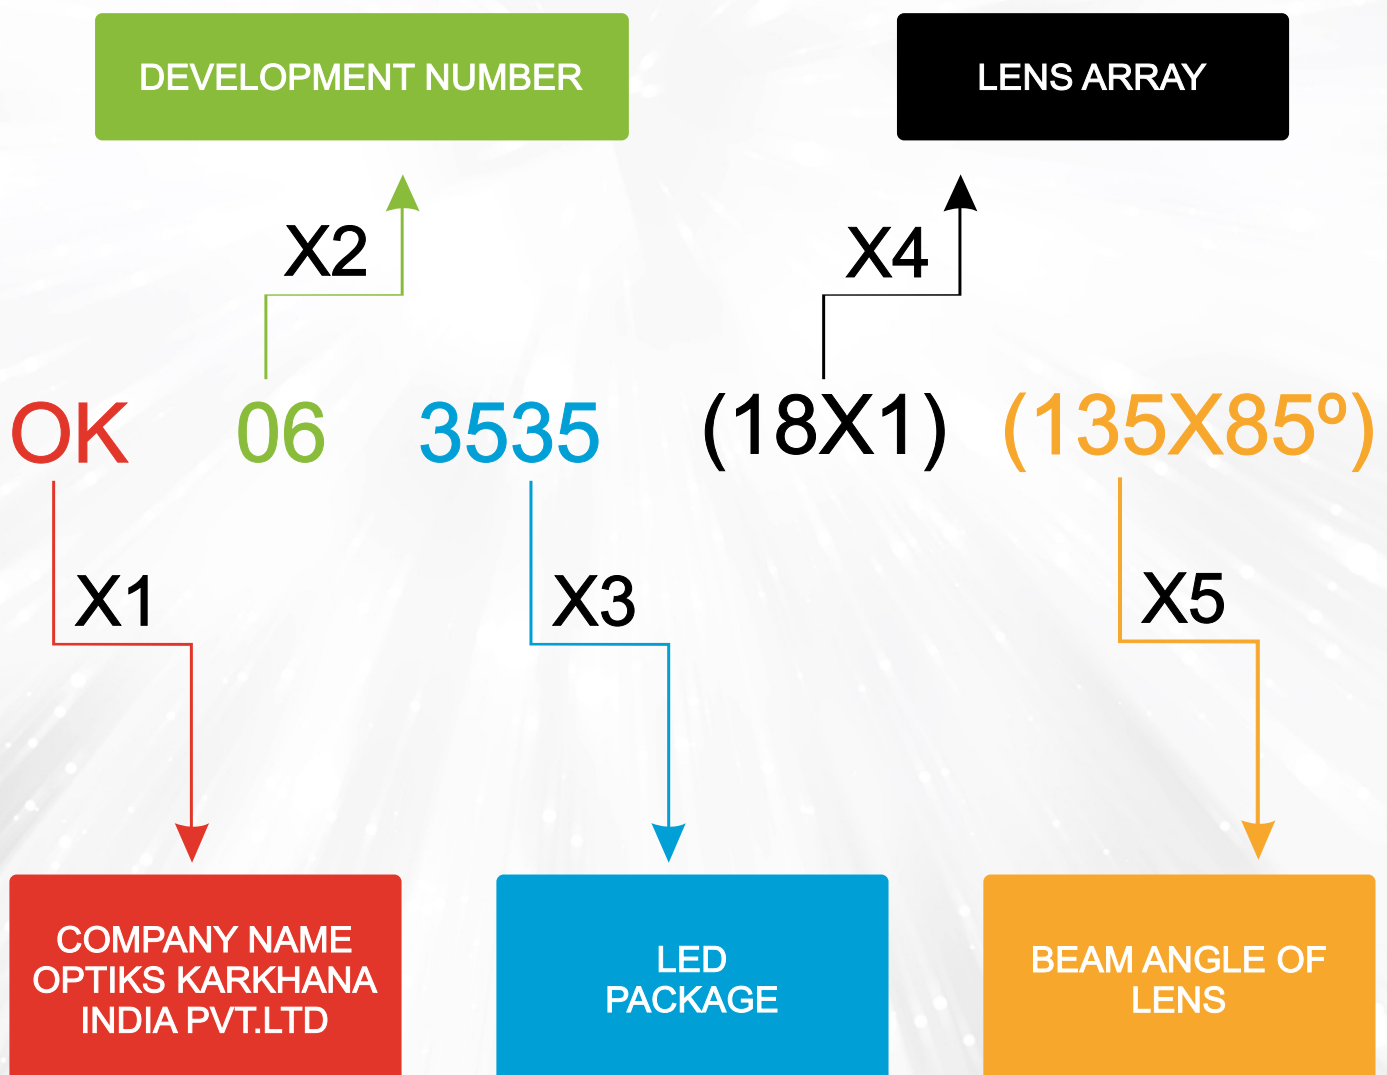 DEVELOPMENT NUMBER
LENS ARRAY
X2
X4
OK 06 3535 (18X1) (135X85º)
X1
X3
X5
COMPANY NAME
OPTIKS KARKHANA
INDIA PVT.LTD
LED
PACKAGE
BEAM ANGLE OF
LENS